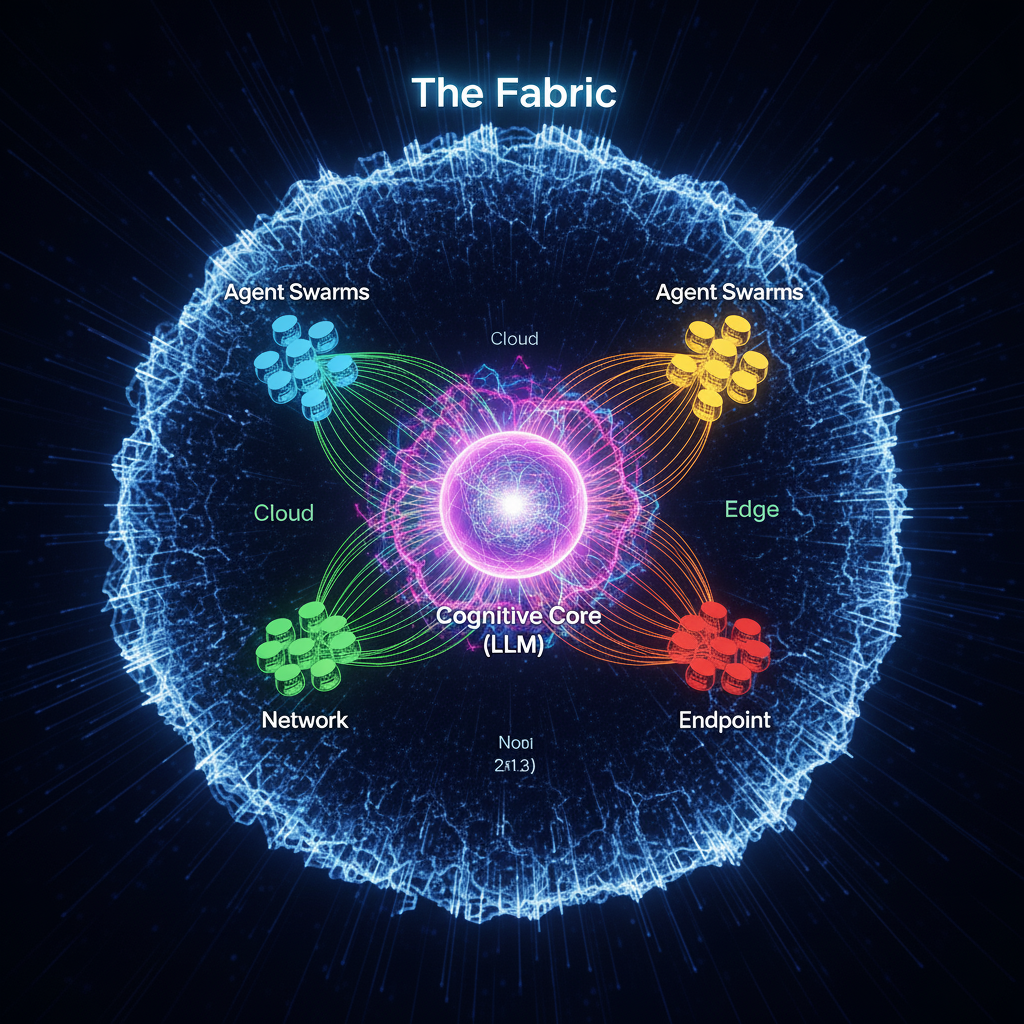 The Fabric
Agent Swarms
Agent Swarms
Cloud
Cloud
Edge
Cognitive Core
(LLM)
Network
Endpoint